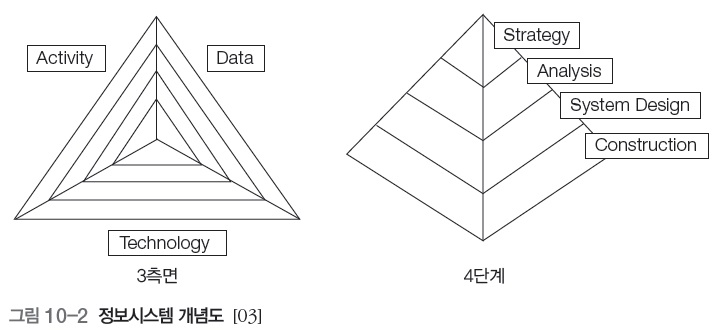 Strategy
Activity
Data
Analysis
System Design
Construction
Technology
3측면
4단계
그림 10-2 정보시스템 개념도 [03]